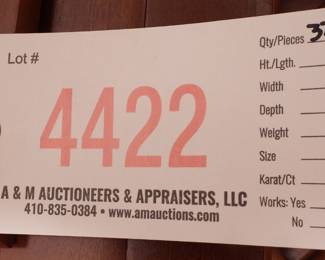 Lot #
4422
A & M AUCTIONEERS & APPRAISERS, LLC
410-835-0384 • www.amauctions.com
Qty/Pieces
Ht./Lgth.
Width
Depth
Weight
Size
Karat/Ct
Works: Yes
No